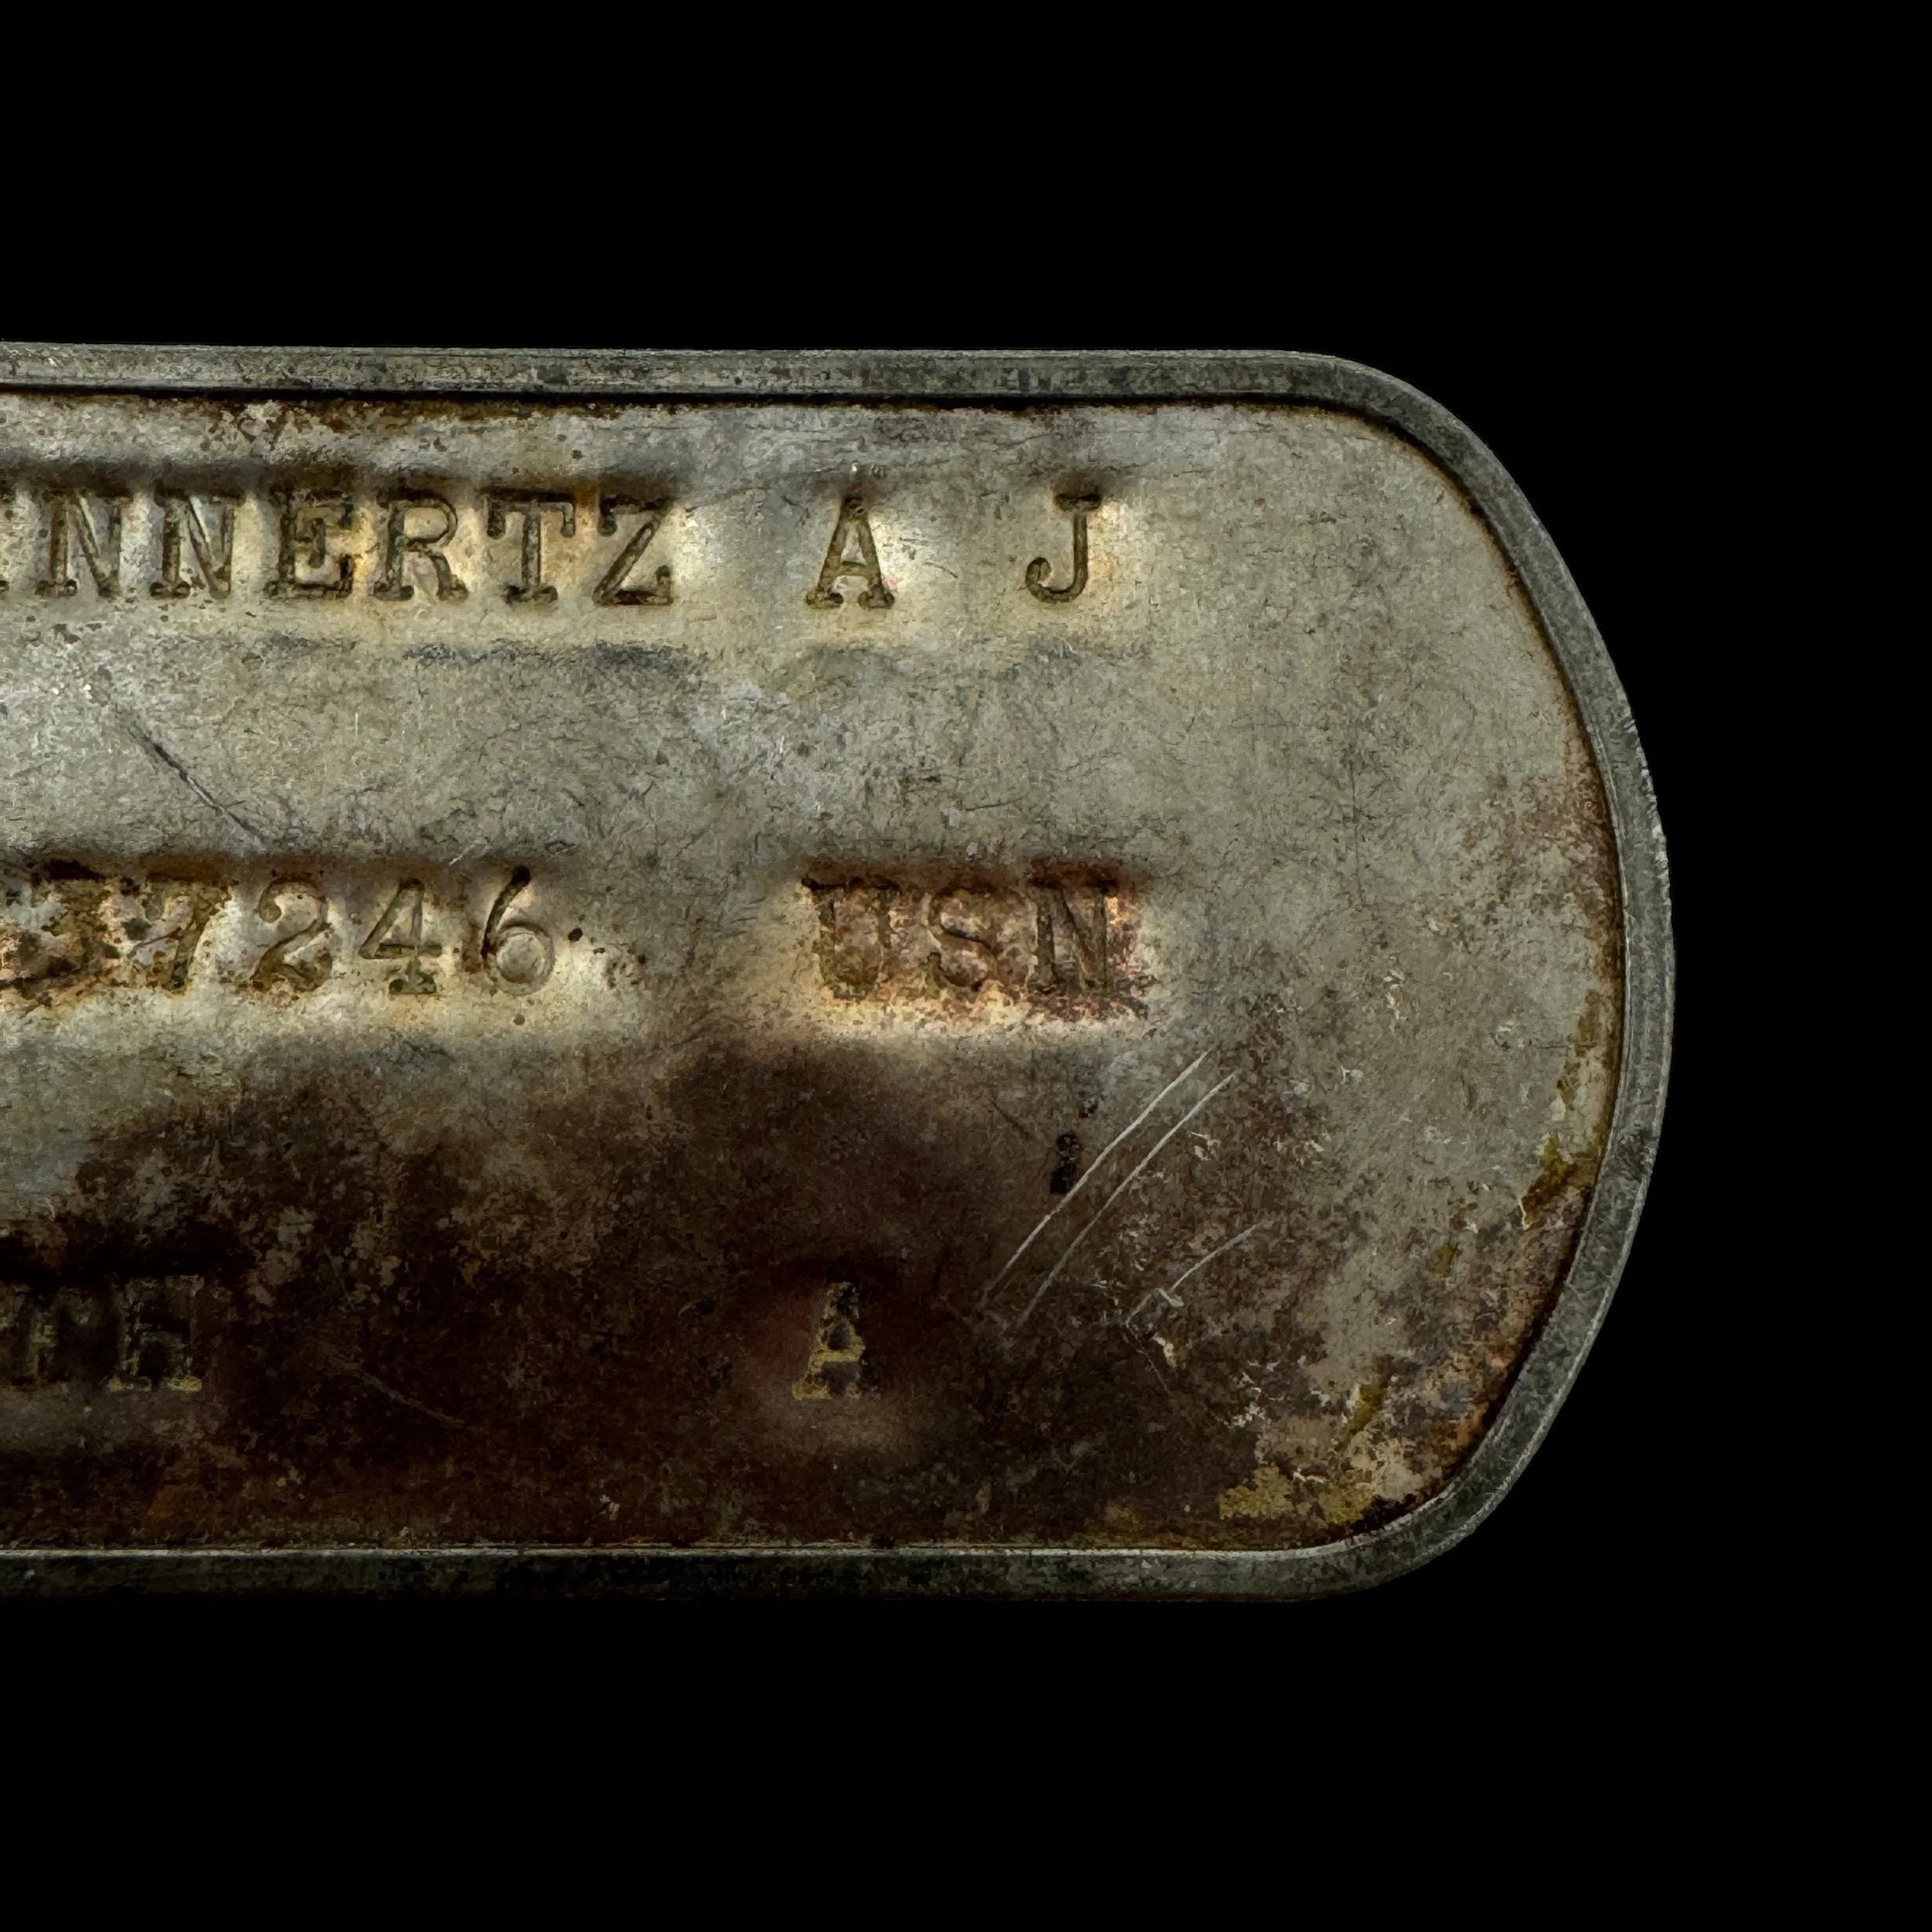 NNERTZ A J
7246 USN
TH A